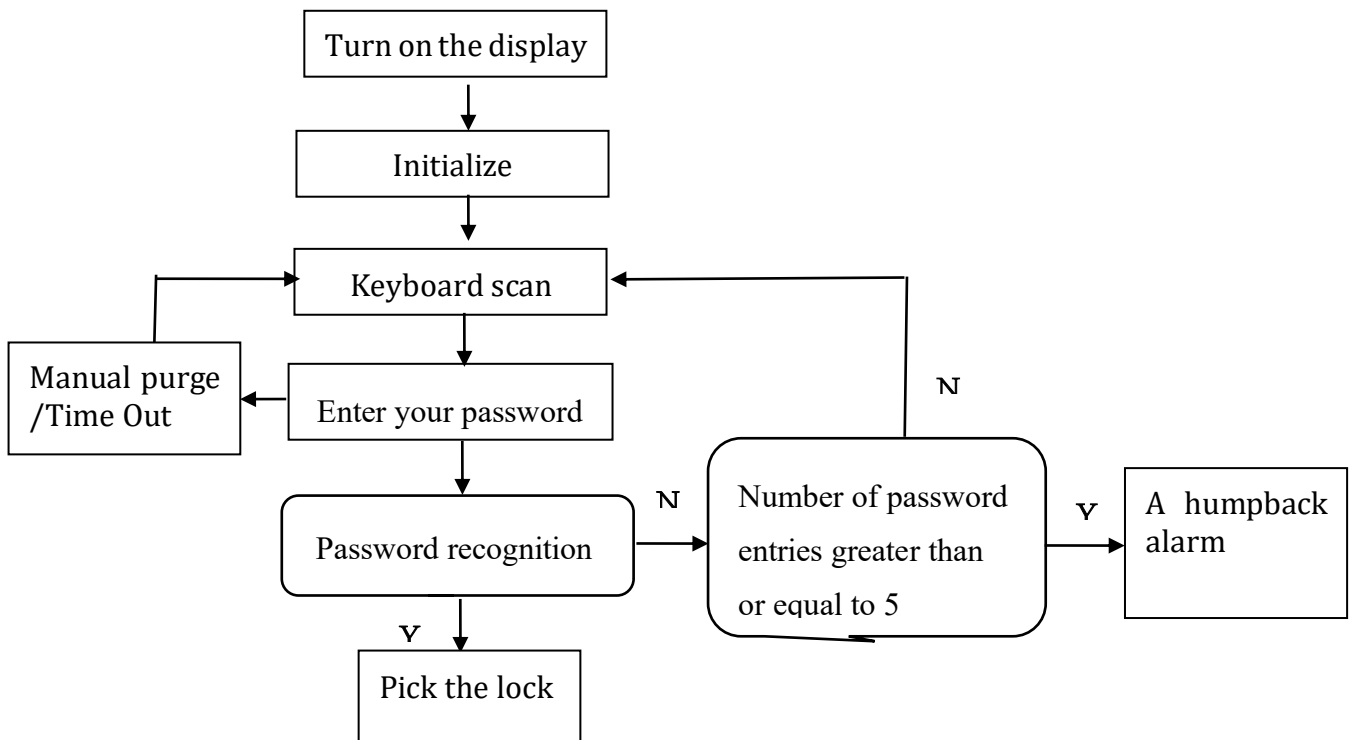 Turn on the display
Initialize
Keyboard scan
Manual purge
/Time Out
Enter your password
N
Password recognition
N
Number of password
entries greater than
or equal to 5
Y
A humpback
alarm
Y
Pick the lock